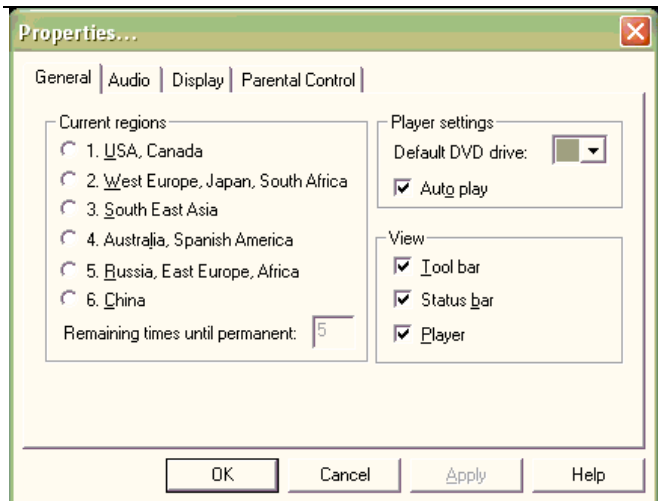 Properties...
General Audio Display Parental Control
Current regions
1. USA, Canada
2. West Europe, Japan, South Africa
3. South East Asia
4. Australia, Spanish America
5. Russia, East Europe, Africa
6. China
Remaining times until permanent: 5
Player settings
Default DVD drive:
Auto play
View
Tool bar
Status bar
Player
OK Cancel Apply Help